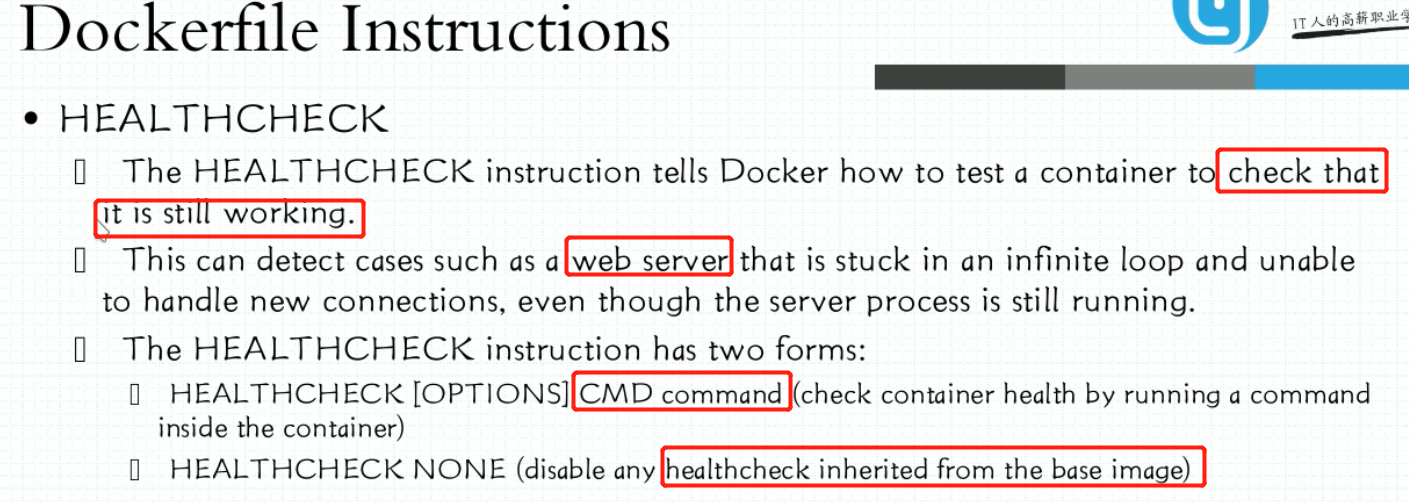 Dockerfile Instructions
IT人的高薪职业学
• HEALTHCHECK
The HEALTHCHECK instruction tells Docker how to test a container to check that
it is still working.
This can detect cases such as a web server that is stuck in an infinite loop and unable
to handle new connections, even though the server process is still running.
The HEALTHCHECK instruction has two forms:
HEALTHCHECK [OPTIONS] CMD command (check container health by running a command
inside the container)
HEALTHCHECK NONE (disable any healthcheck inherited from the base image)